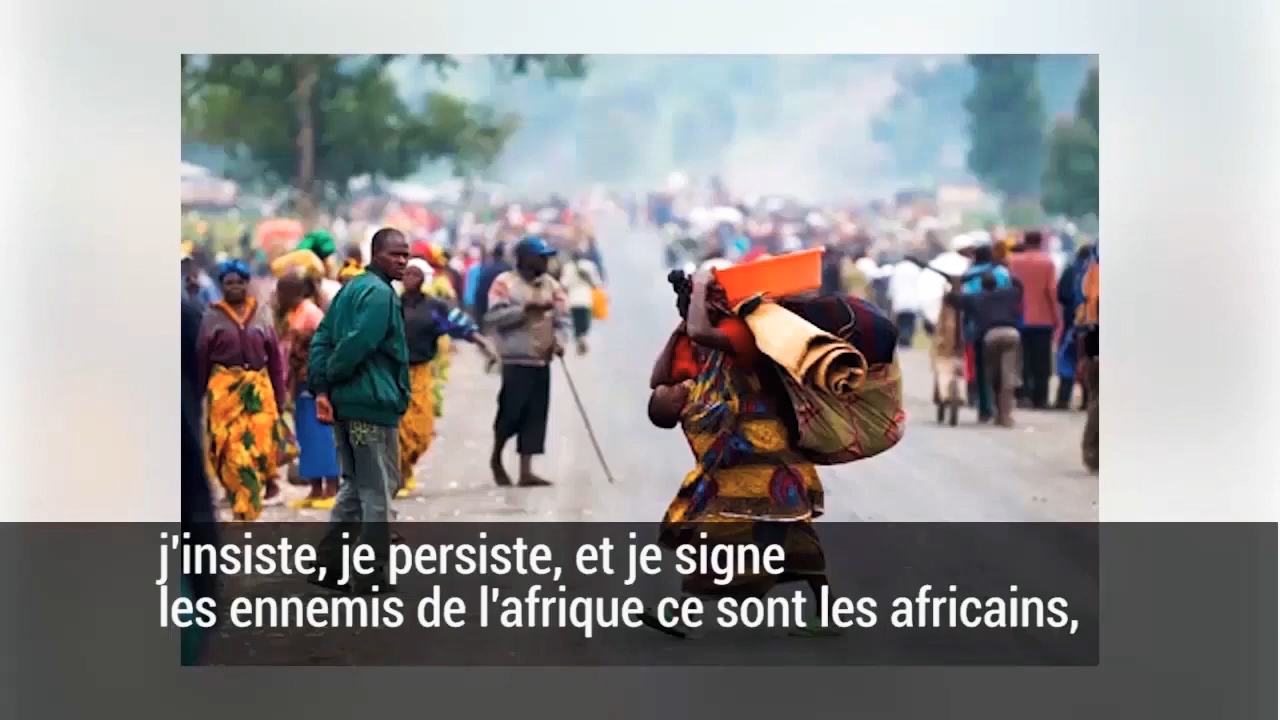 j'insiste, je persiste, et je signe
les ennemis de l'afrique ce sont les africains,